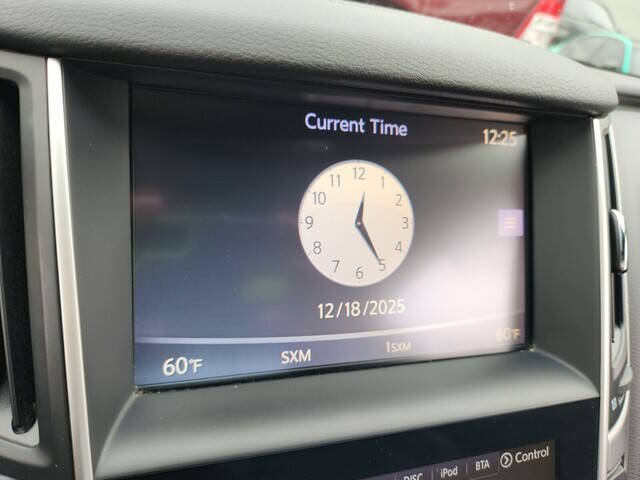 Current Time
12:25
12
1
2
3
4
5
6
7
8
9
10
11
12/18/2025
60°F
SXM
1SXM
60°F
DISC
iPod
BTA
Control